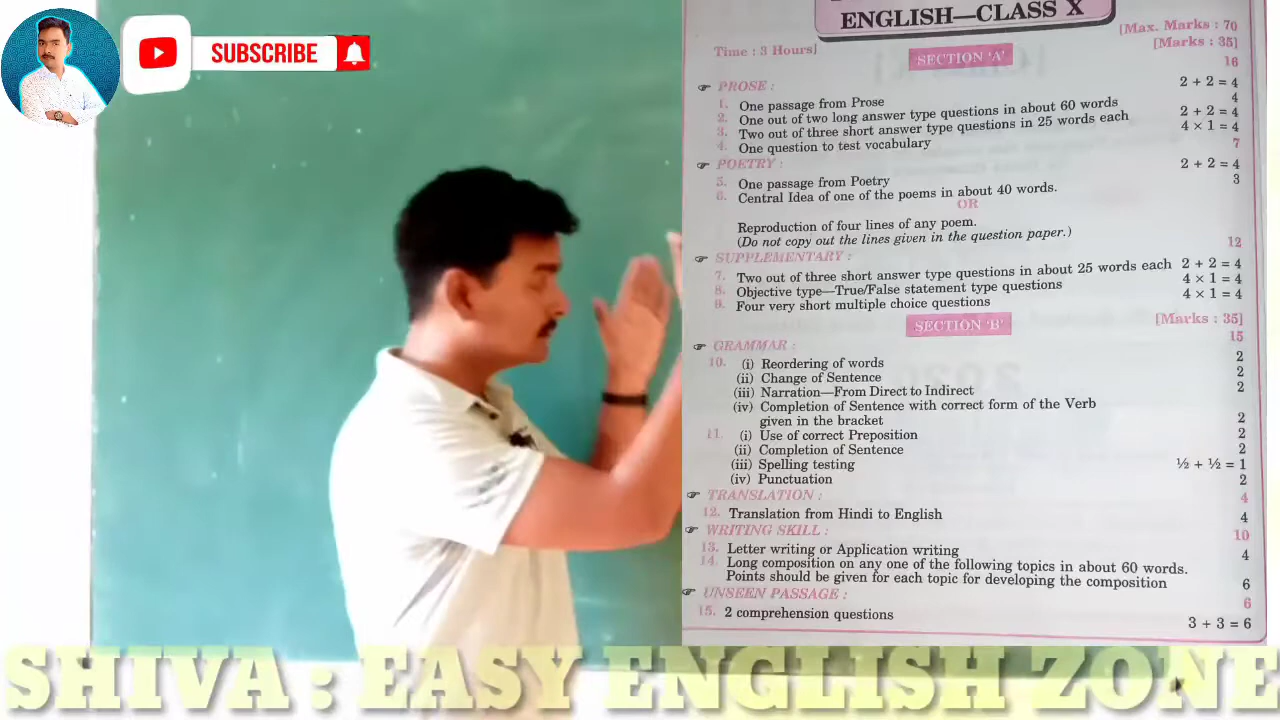 SUBSCRIBE
ENGLISH—CLASS X
Time : 3 Hours]
[Max. Marks : 70
SECTION 'A'
[Marks : 35]
PROSE :
16
1. One passage from Prose 2 + 2 = 4
2. One out of two long answer type questions in about 60 words 4
3. Two out of three short answer type questions in 25 words each 2 + 2 = 4
4. One question to test vocabulary 4 × 1 = 4
POETRY :
7
5. One passage from Poetry 2 + 2 = 4
6. Central Idea of one of the poems in about 40 words. 3
OR
Reproduction of four lines of any poem.
(Do not copy out the lines given in the question paper.)
SUPPLEMENTARY :
12
7. Two out of three short answer type questions in about 25 words each 2 + 2 = 4
8. Objective type—True/False statement type questions 4 × 1 = 4
9. Four very short multiple choice questions 4 × 1 = 4
SECTION 'B'
[Marks : 35]
GRAMMAR :
15
10. (i) Reordering of words 2
(ii) Change of Sentence 2
(iii) Narration—From Direct to Indirect 2
(iv) Completion of Sentence with correct form of the Verb
given in the bracket 2
11. (i) Use of correct Preposition 2
(ii) Completion of Sentence 2
(iii) Spelling testing ½ + ½ = 1
(iv) Punctuation 2
TRANSLATION :
4
12. Translation from Hindi to English 4
WRITING SKILL :
10
13. Letter writing or Application writing 4
14. Long composition on any one of the following topics in about 60 words.
Points should be given for each topic for developing the composition 6
UNSEEN PASSAGE :
6
15. 2 comprehension questions 3 + 3 = 6
SHIVA : EASY ENGLISH ZONE